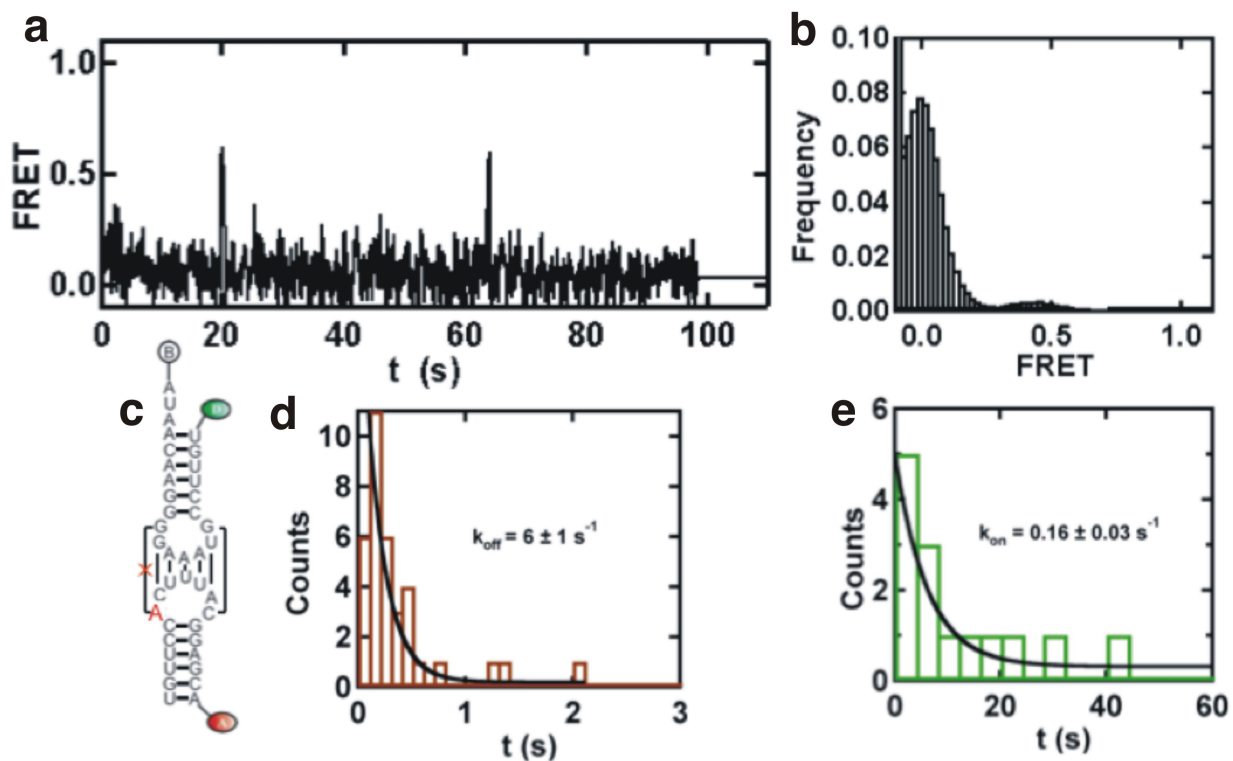 a
FRET
1.0
0.5
0.0
0 20 40 60 80 100
t (s)
b
Frequency
0.10
0.08
0.06
0.04
0.02
0.00
0.0 0.5 1.0
FRET
c
B
D
A
U
A
A U
C G
A U
A U
G C
G C
G G
G U
A A A
U U U
X
C A
A C
C G
C G
U A
U G
G C
U A
A
d
Counts
10
8
6
4
2
0
k_off = 6 ± 1 s⁻¹
0 1 2 3
t (s)
e
Counts
6
4
2
0
k_on = 0.16 ± 0.03 s⁻¹
0 20 40 60
t (s)